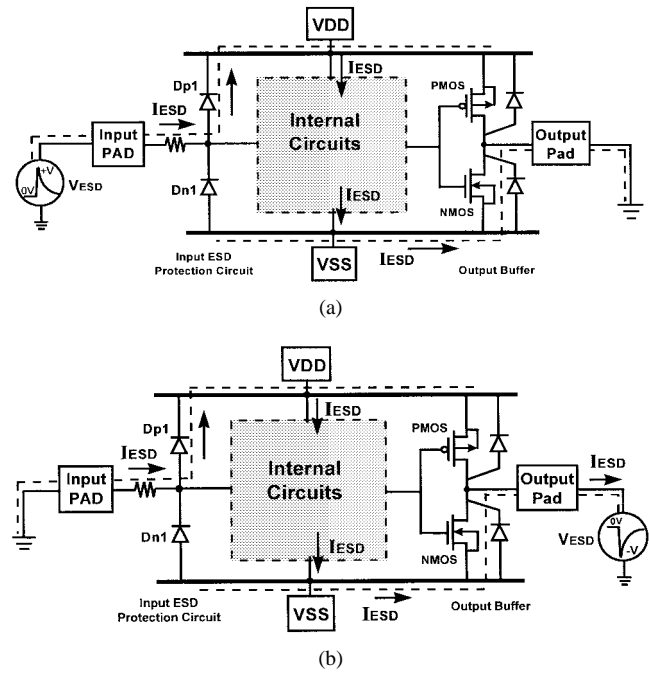 VDD
IESD
Dp1
PMOS
IESD
Input
PAD
Internal
Circuits
Output
Pad
+V
0V
VESD
Dn1
IESD
NMOS
Input ESD
Protection Circuit
VSS
IESD
Output Buffer
(a)
VDD
IESD
Dp1
PMOS
IESD
Input
PAD
Internal
Circuits
Output
Pad
IESD
0V
-V
VESD
Dn1
IESD
NMOS
Input ESD
Protection Circuit
VSS
IESD
Output Buffer
(b)